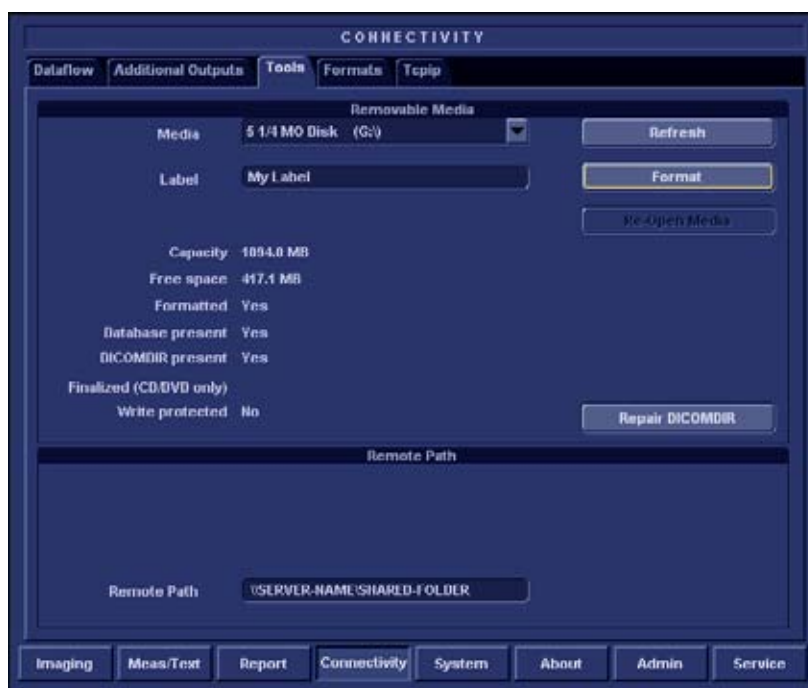 CONNECTIVITY
Dataflow Additional Outputs Tools Formats Tcpip
Removable Media
Media 5 1/4 MO Disk (G:\) Refresh
Label My Label Format
Re-Open Media
Capacity 1094.0 MB
Free space 417.1 MB
Formatted Yes
Database present Yes
DICOMDIR present Yes
Finalized (CD/DVD only)
Write protected No Repair DICOMDIR
Remote Path
Remote Path \\SERVER-NAME\SHARED-FOLDER
Imaging Meas/Text Report Connectivity System About Admin Service